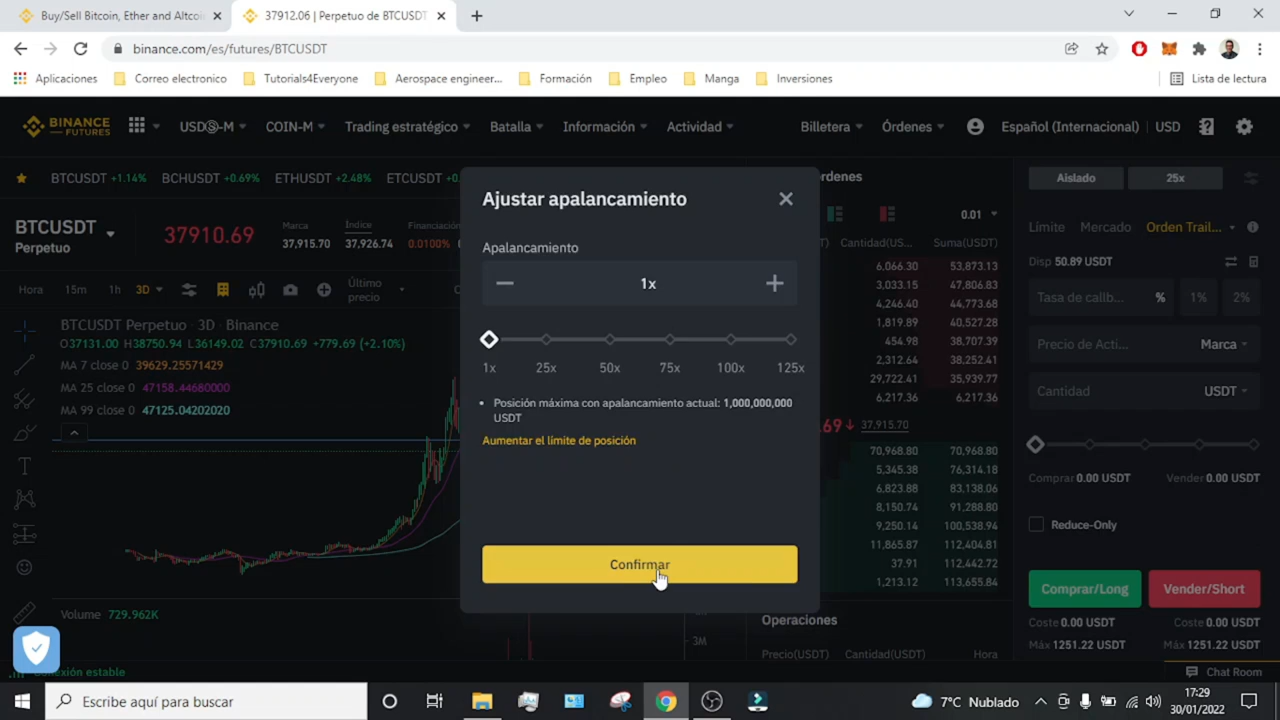 Buy/Sell Bitcoin, Ether and Altcoi
37912.06 | Perpetuo de BTCUSDT
binance.com/es/futures/BTCUSDT
Aplicaciones
Correo electronico
Tutorials4Everyone
Aerospace engineer...
Formación
Empleo
Manga
Inversiones
Lista de lectura
BINANCE
FUTURES
USDⓈ-M
COIN-M
Trading estratégico
Batalla
Información
Actividad
Billetera
Órdenes
Español (Internacional)
USD
BTCUSDT +1.14%
BCHUSDT +0.69%
ETHUSDT +2.48%
ETCUSDT +0.
BTCUSDT
Perpetuo
37910.69
Marca
37,915.70
Índice
37,926.74
Financiación
0.0100%
Hora
15m
1h
3D
Último
precio
BTCUSDT Perpetuo · 3D · Binance
O37131.00 H38750.94 L36149.02 C37910.69 +779.69 (+2.10%)
MA 7 close 0 39629.25571429
MA 25 close 0 47158.44680000
MA 99 close 0 47125.04202020
Volume 729.962K
3M
Conexión estable
Ajustar apalancamiento
Apalancamiento
1x
1x 25x 50x 75x 100x 125x
Posición máxima con apalancamiento actual: 1,000,000,000
USDT
Aumentar el límite de posición
Confirmar
órdenes
0.01
Cantidad(US...
Suma(USDT)
6,066.30 53,873.13
3,033.15 47,806.83
4,246.40 44,773.68
1,819.89 40,527.28
454.98 38,707.39
2,312.64 38,252.41
29,722.41 35,939.77
6,217.36 6,217.36
.69 37,915.70
70,968.80 70,968.80
5,345.38 76,314.18
6,823.88 83,138.06
8,150.74 91,288.80
9,250.14 100,538.94
11,865.87 112,404.81
37.91 112,442.72
1,213.12 113,655.84
Operaciones
Precio(USDT) Cantidad(USDT) Hora
Aislado
25x
Límite
Mercado
Orden Trail...
Disp 50.89 USDT
Tasa de callb... %
1%
2%
Precio de Acti...
Marca
Cantidad
USDT
Comprar 0.00 USDT
Vender 0.00 USDT
Reduce-Only
Comprar/Long
Vender/Short
Coste 0.00 USDT
Coste 0.00 USDT
Máx 1251.22 USDT
Máx 1251.22 USDT
Chat Room
Escribe aquí para buscar
7°C Nublado
17:29
30/01/2022